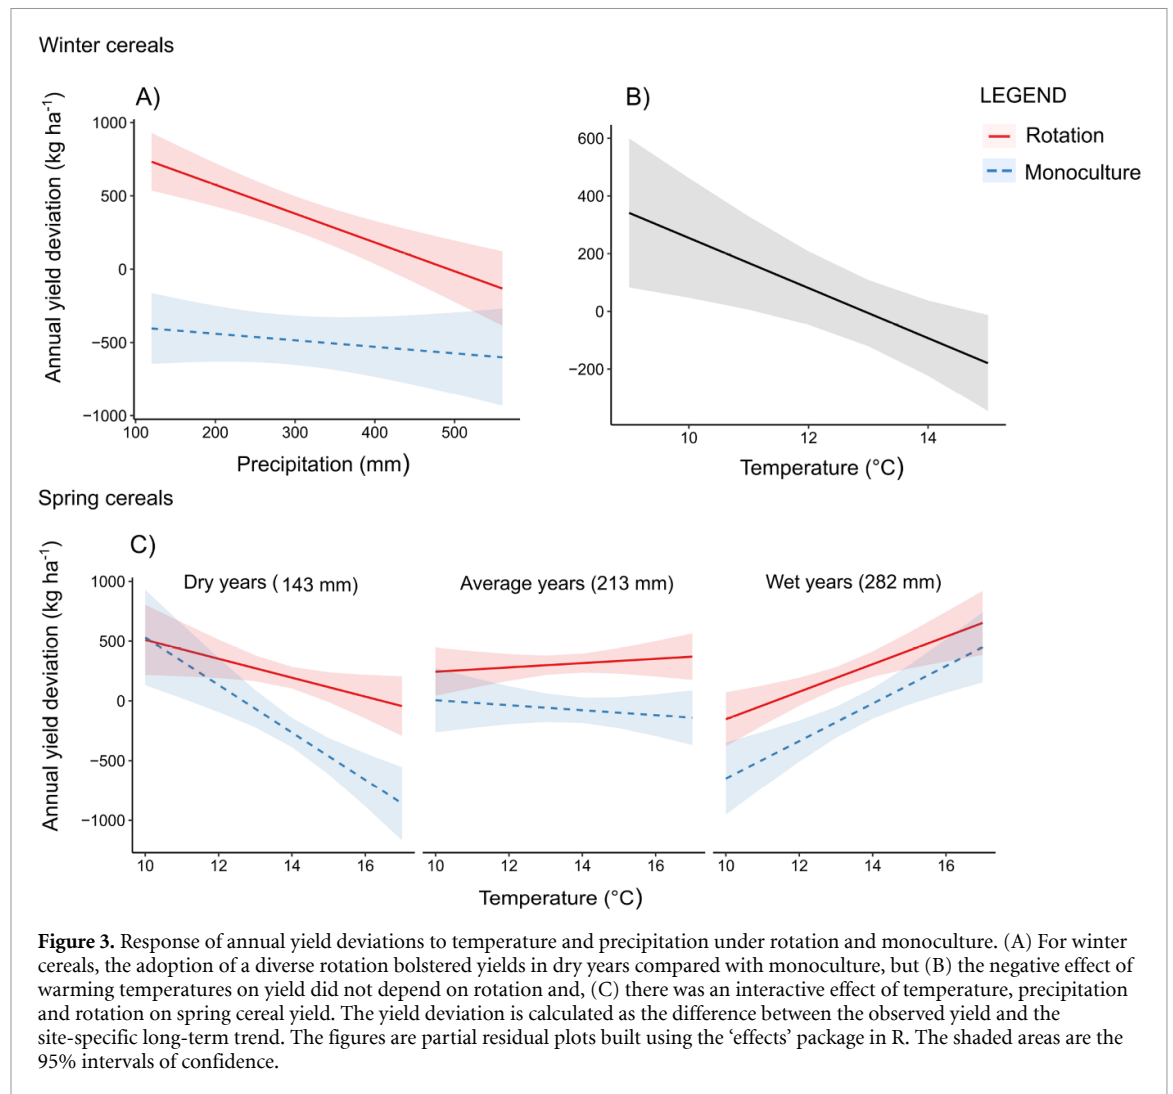 Winter cereals
A)
B)
LEGEND
Rotation
Monoculture
Annual yield deviation (kg ha⁻¹)
1000
500
0
−500
−1000
100 200 300 400 500
Precipitation (mm)
600
400
200
0
−200
10 12 14
Temperature (°C)
Spring cereals
C)
Dry years (143 mm)
Average years (213 mm)
Wet years (282 mm)
Annual yield deviation (kg ha⁻¹)
1000
500
0
−500
−1000
10 12 14 16 10 12 14 16 10 12 14 16
Temperature (°C)
Figure 3. Response of annual yield deviations to temperature and precipitation under rotation and monoculture. (A) For winter
cereals, the adoption of a diverse rotation bolstered yields in dry years compared with monoculture, but (B) the negative effect of
warming temperatures on yield did not depend on rotation and, (C) there was an interactive effect of temperature, precipitation
and rotation on spring cereal yield. The yield deviation is calculated as the difference between the observed yield and the
site-specific long-term trend. The figures are partial residual plots built using the ‘effects’ package in R. The shaded areas are the
95% intervals of confidence.